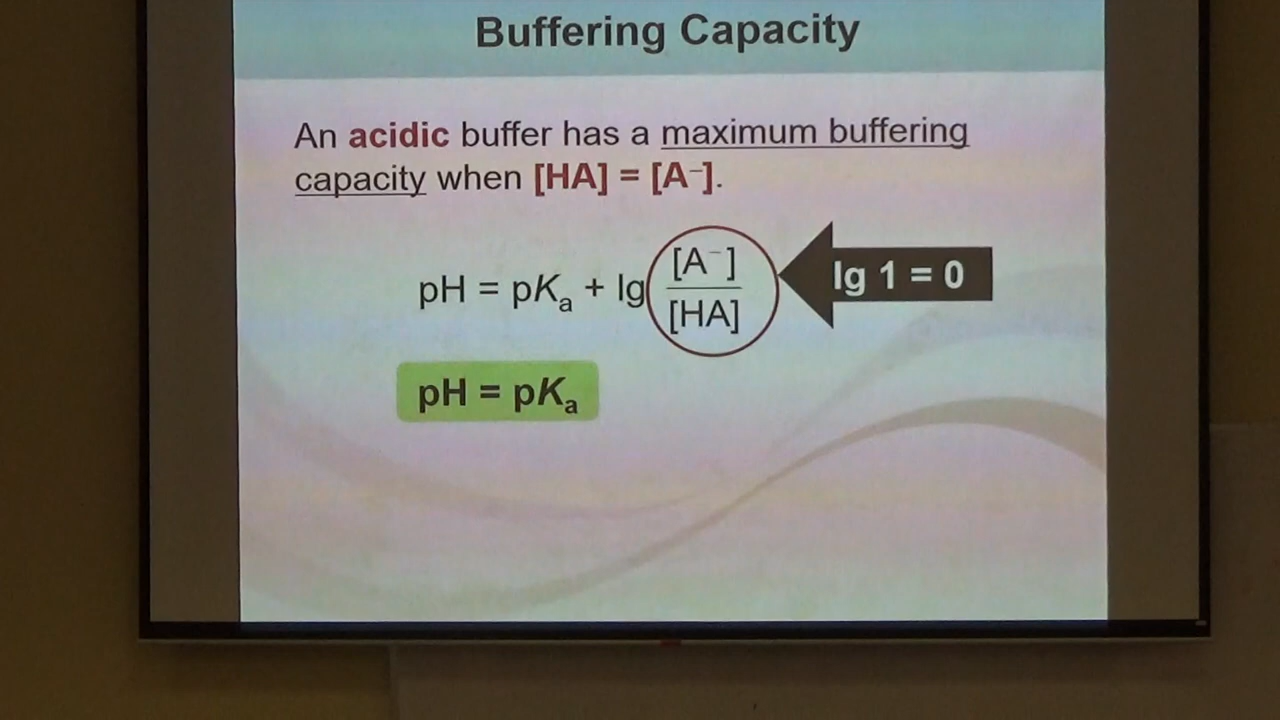 Buffering Capacity
An acidic buffer has a maximum buffering
capacity when [HA] = [A⁻].
pH = pKₐ + lg [A⁻]/[HA]
lg 1 = 0
pH = pKₐ